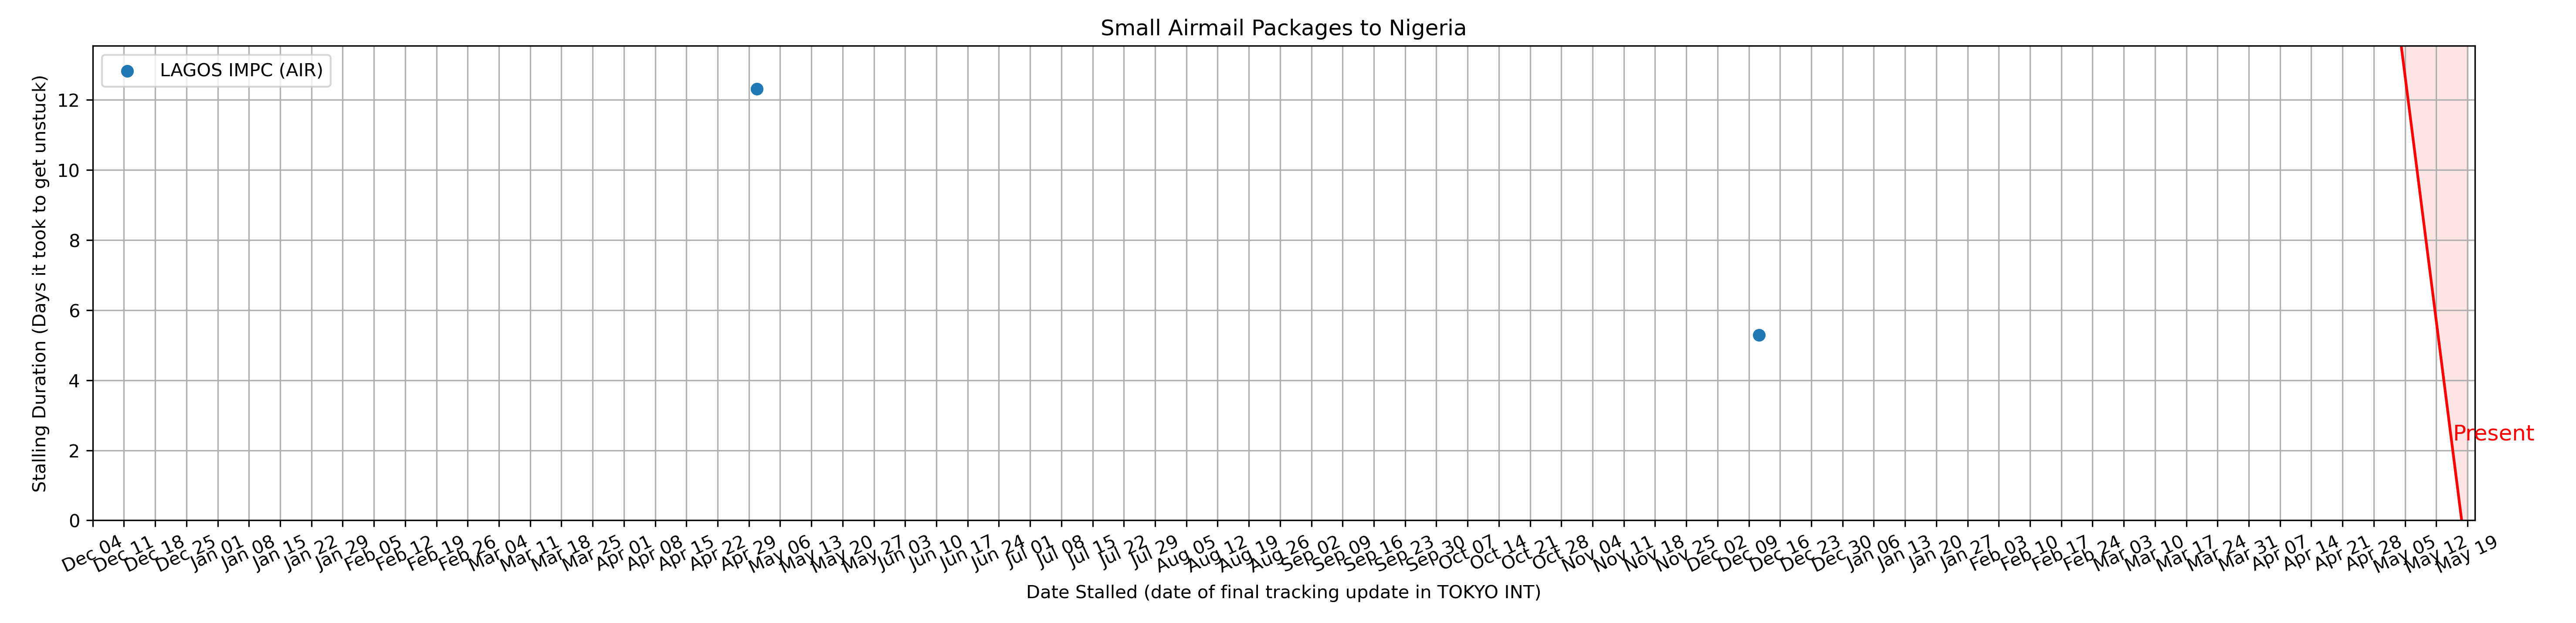 Small Airmail Packages to Nigeria
LAGOS IMPC (AIR)
Stalling Duration (Days it took to get unstuck)
12
10
8
6
4
2
0
Present
Dec 04
Dec 11
Dec 18
Dec 25
Jan 01
Jan 08
Jan 15
Jan 22
Jan 29
Feb 05
Feb 12
Feb 19
Feb 26
Mar 04
Mar 11
Mar 18
Mar 25
Apr 01
Apr 08
Apr 15
Apr 22
Apr 29
May 06
May 13
May 20
May 27
Jun 03
Jun 10
Jun 17
Jun 24
Jul 01
Jul 08
Jul 15
Jul 22
Jul 29
Aug 05
Aug 12
Aug 19
Aug 26
Sep 02
Sep 09
Sep 16
Sep 23
Sep 30
Oct 07
Oct 14
Oct 21
Oct 28
Nov 04
Nov 11
Nov 18
Nov 25
Dec 02
Dec 09
Dec 16
Dec 23
Dec 30
Jan 06
Jan 13
Jan 20
Jan 27
Feb 03
Feb 10
Feb 17
Feb 24
Mar 03
Mar 10
Mar 17
Mar 24
Mar 31
Apr 07
Apr 14
Apr 21
Apr 28
May 05
May 12
May 19
Date Stalled (date of final tracking update in TOKYO INT)